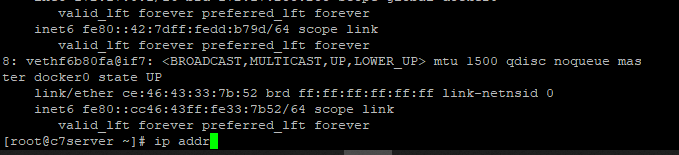 valid_lft forever preferred_lft forever
inet6 fe80::42:7dff:fedd:b79d/64 scope link
valid_lft forever preferred_lft forever
8: vethf6b80fa@if7: <BROADCAST,MULTICAST,UP,LOWER_UP> mtu 1500 qdisc noqueue mas
ter docker0 state UP
link/ether ce:46:43:33:7b:52 brd ff:ff:ff:ff:ff:ff link-netnsid 0
inet6 fe80::cc46:43ff:fe33:7b52/64 scope link
valid_lft forever preferred_lft forever
[root@c7server ~]# ip addr